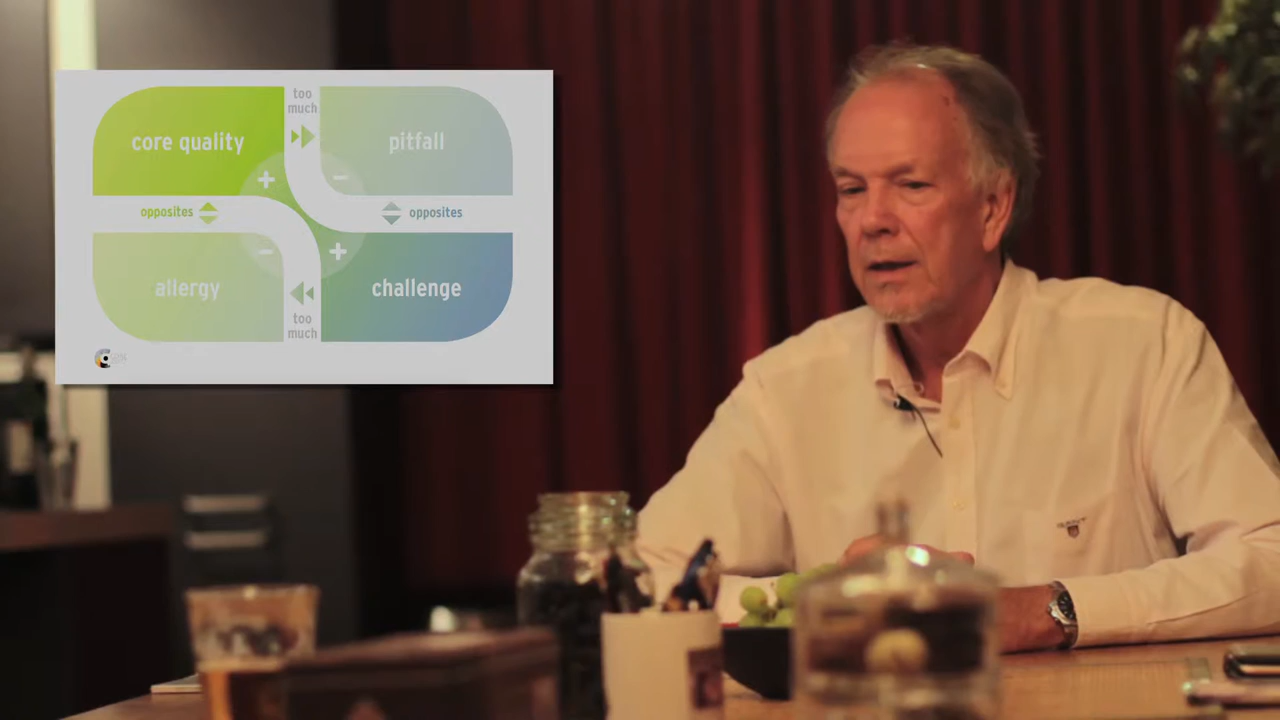 too
much
core quality
pitfall
opposites
opposites
allergy
challenge
too
much